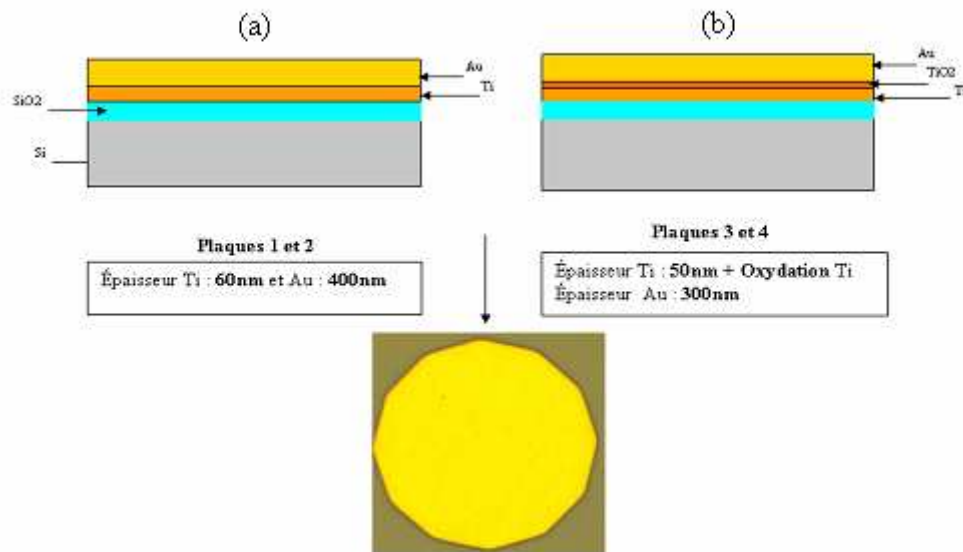 (a)
(b)
Au
Ti
SiO2
Si
Au
TiO2
T
Plaques 1 et 2
Épaisseur Ti : 60nm et Au : 400nm
Plaques 3 et 4
Épaisseur Ti : 50nm + Oxydation Ti
Épaisseur Au : 300nm